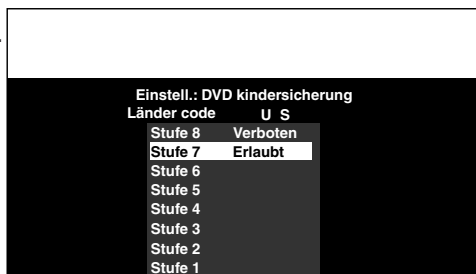 Einstell.: DVD kindersicherung
Länder code U S
Stufe 8 Verboten
Stufe 7 Erlaubt
Stufe 6
Stufe 5
Stufe 4
Stufe 3
Stufe 2
Stufe 1